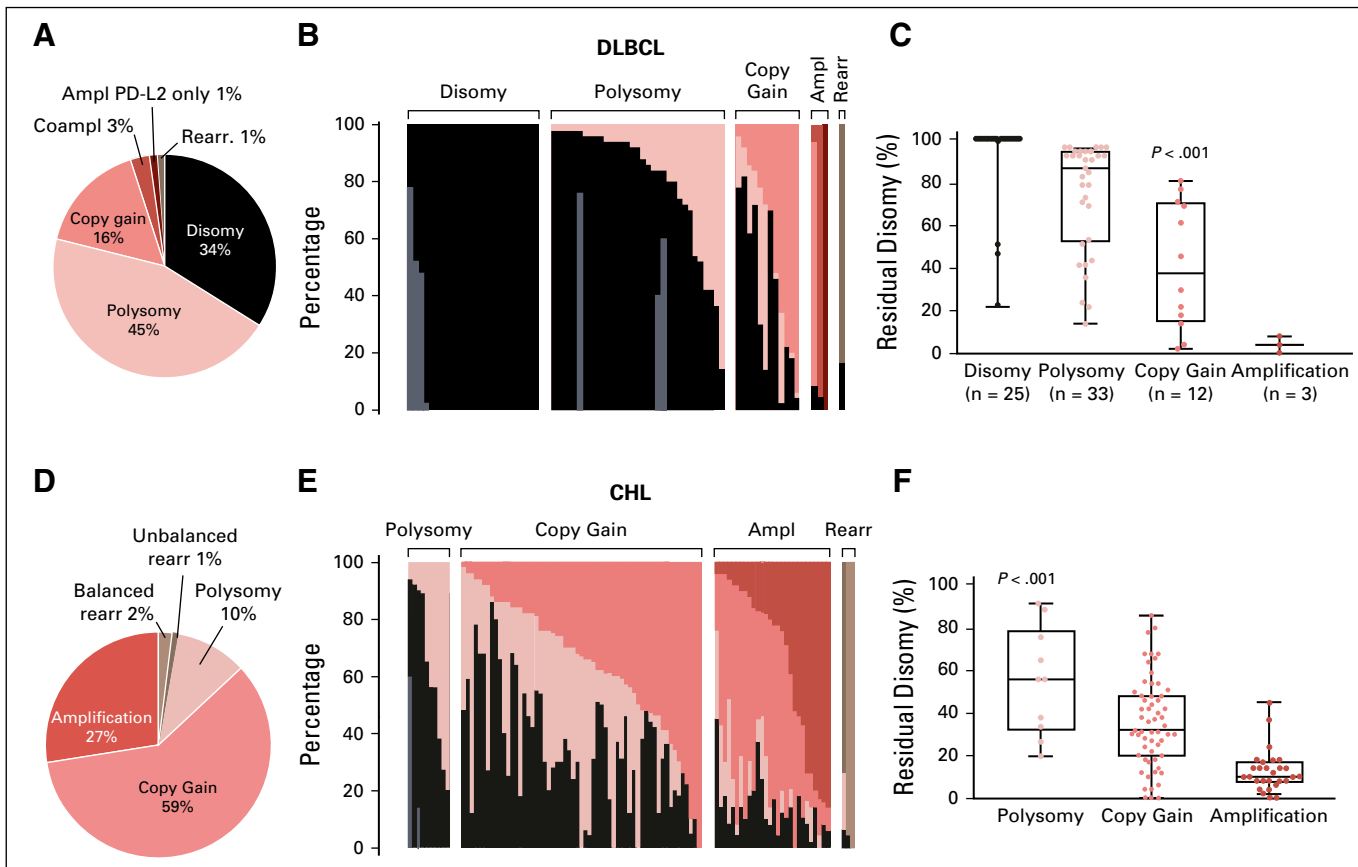 A
Ampl PD-L2 only 1%
Coampl 3%
Rearr. 1%
Copy gain
16%
Disomy
34%
Polysomy
45%
B
DLBCL
Disomy
Polysomy
Copy
Gain
Ampl
Rearr
Percentage
100
80
60
40
20
0
C
Residual Disomy (%)
100
80
60
40
20
0
P < .001
Disomy
(n = 25)
Polysomy
(n = 33)
Copy Gain
(n = 12)
Amplification
(n = 3)
D
Unbalanced
rearr 1%
Balanced
rearr 2%
Polysomy
10%
Amplification
27%
Copy Gain
59%
E
CHL
Polysomy
Copy Gain
Ampl
Rearr
Percentage
100
80
60
40
20
0
F
Residual Disomy (%)
100
80
60
40
20
0
P < .001
Polysomy
Copy Gain
Amplification